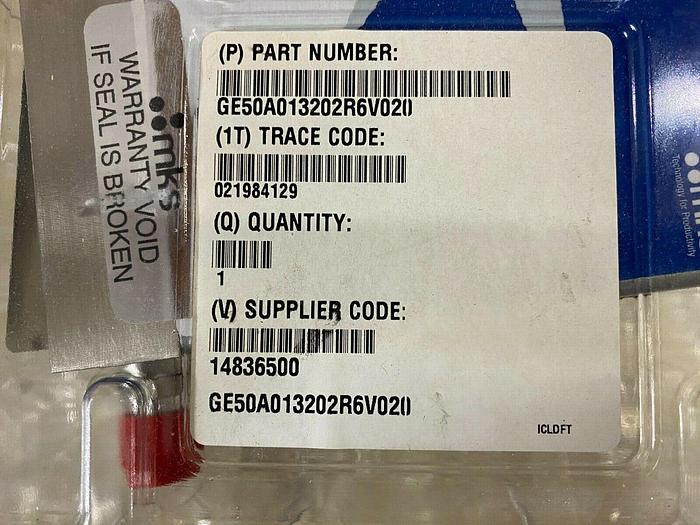 (P) PART NUMBER:
GE50A013202R6V020
(1T) TRACE CODE:
021984129
(Q) QUANTITY:
1
(V) SUPPLIER CODE:
14836500
GE50A013202R6V020
ICLDFT
mks
WARRANTY VOID
IF SEAL IS BROKEN
Technology for Productivity